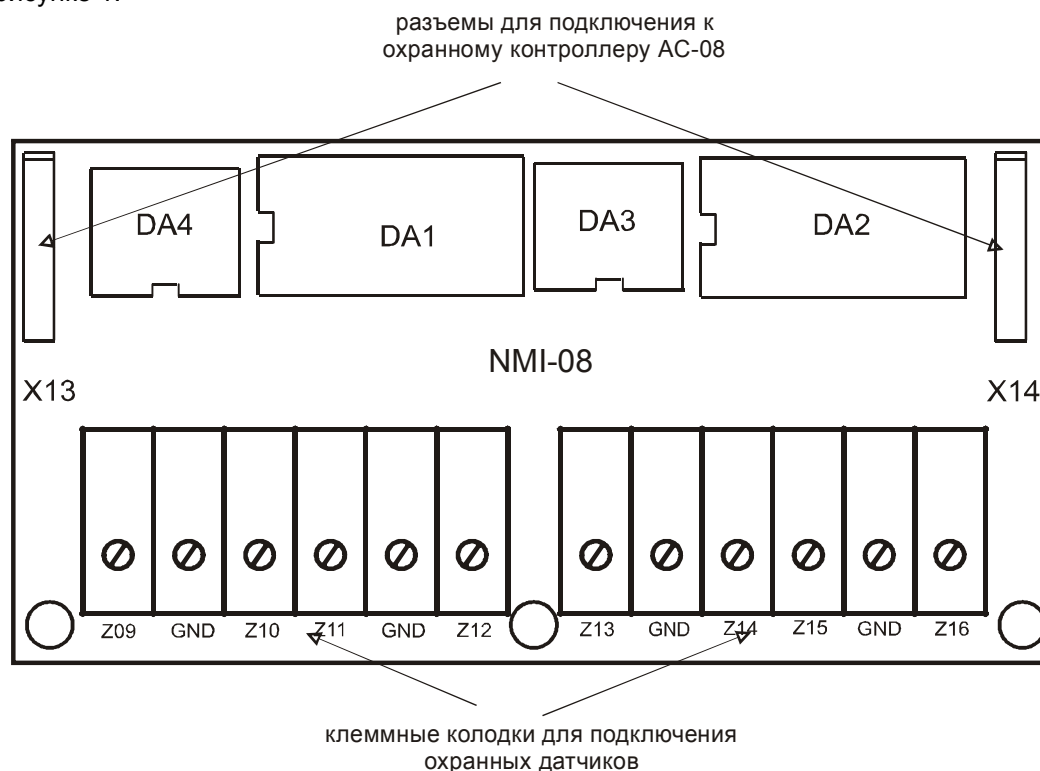 разъемы для подключения к
охранному контроллеру АС-08
DA4
DA1
DA3
DA2
NMI-08
X13
X14
Z09 GND Z10 Z11 GND Z12 Z13 GND Z14 Z15 GND Z16
клеммные колодки для подключения
охранных датчиков